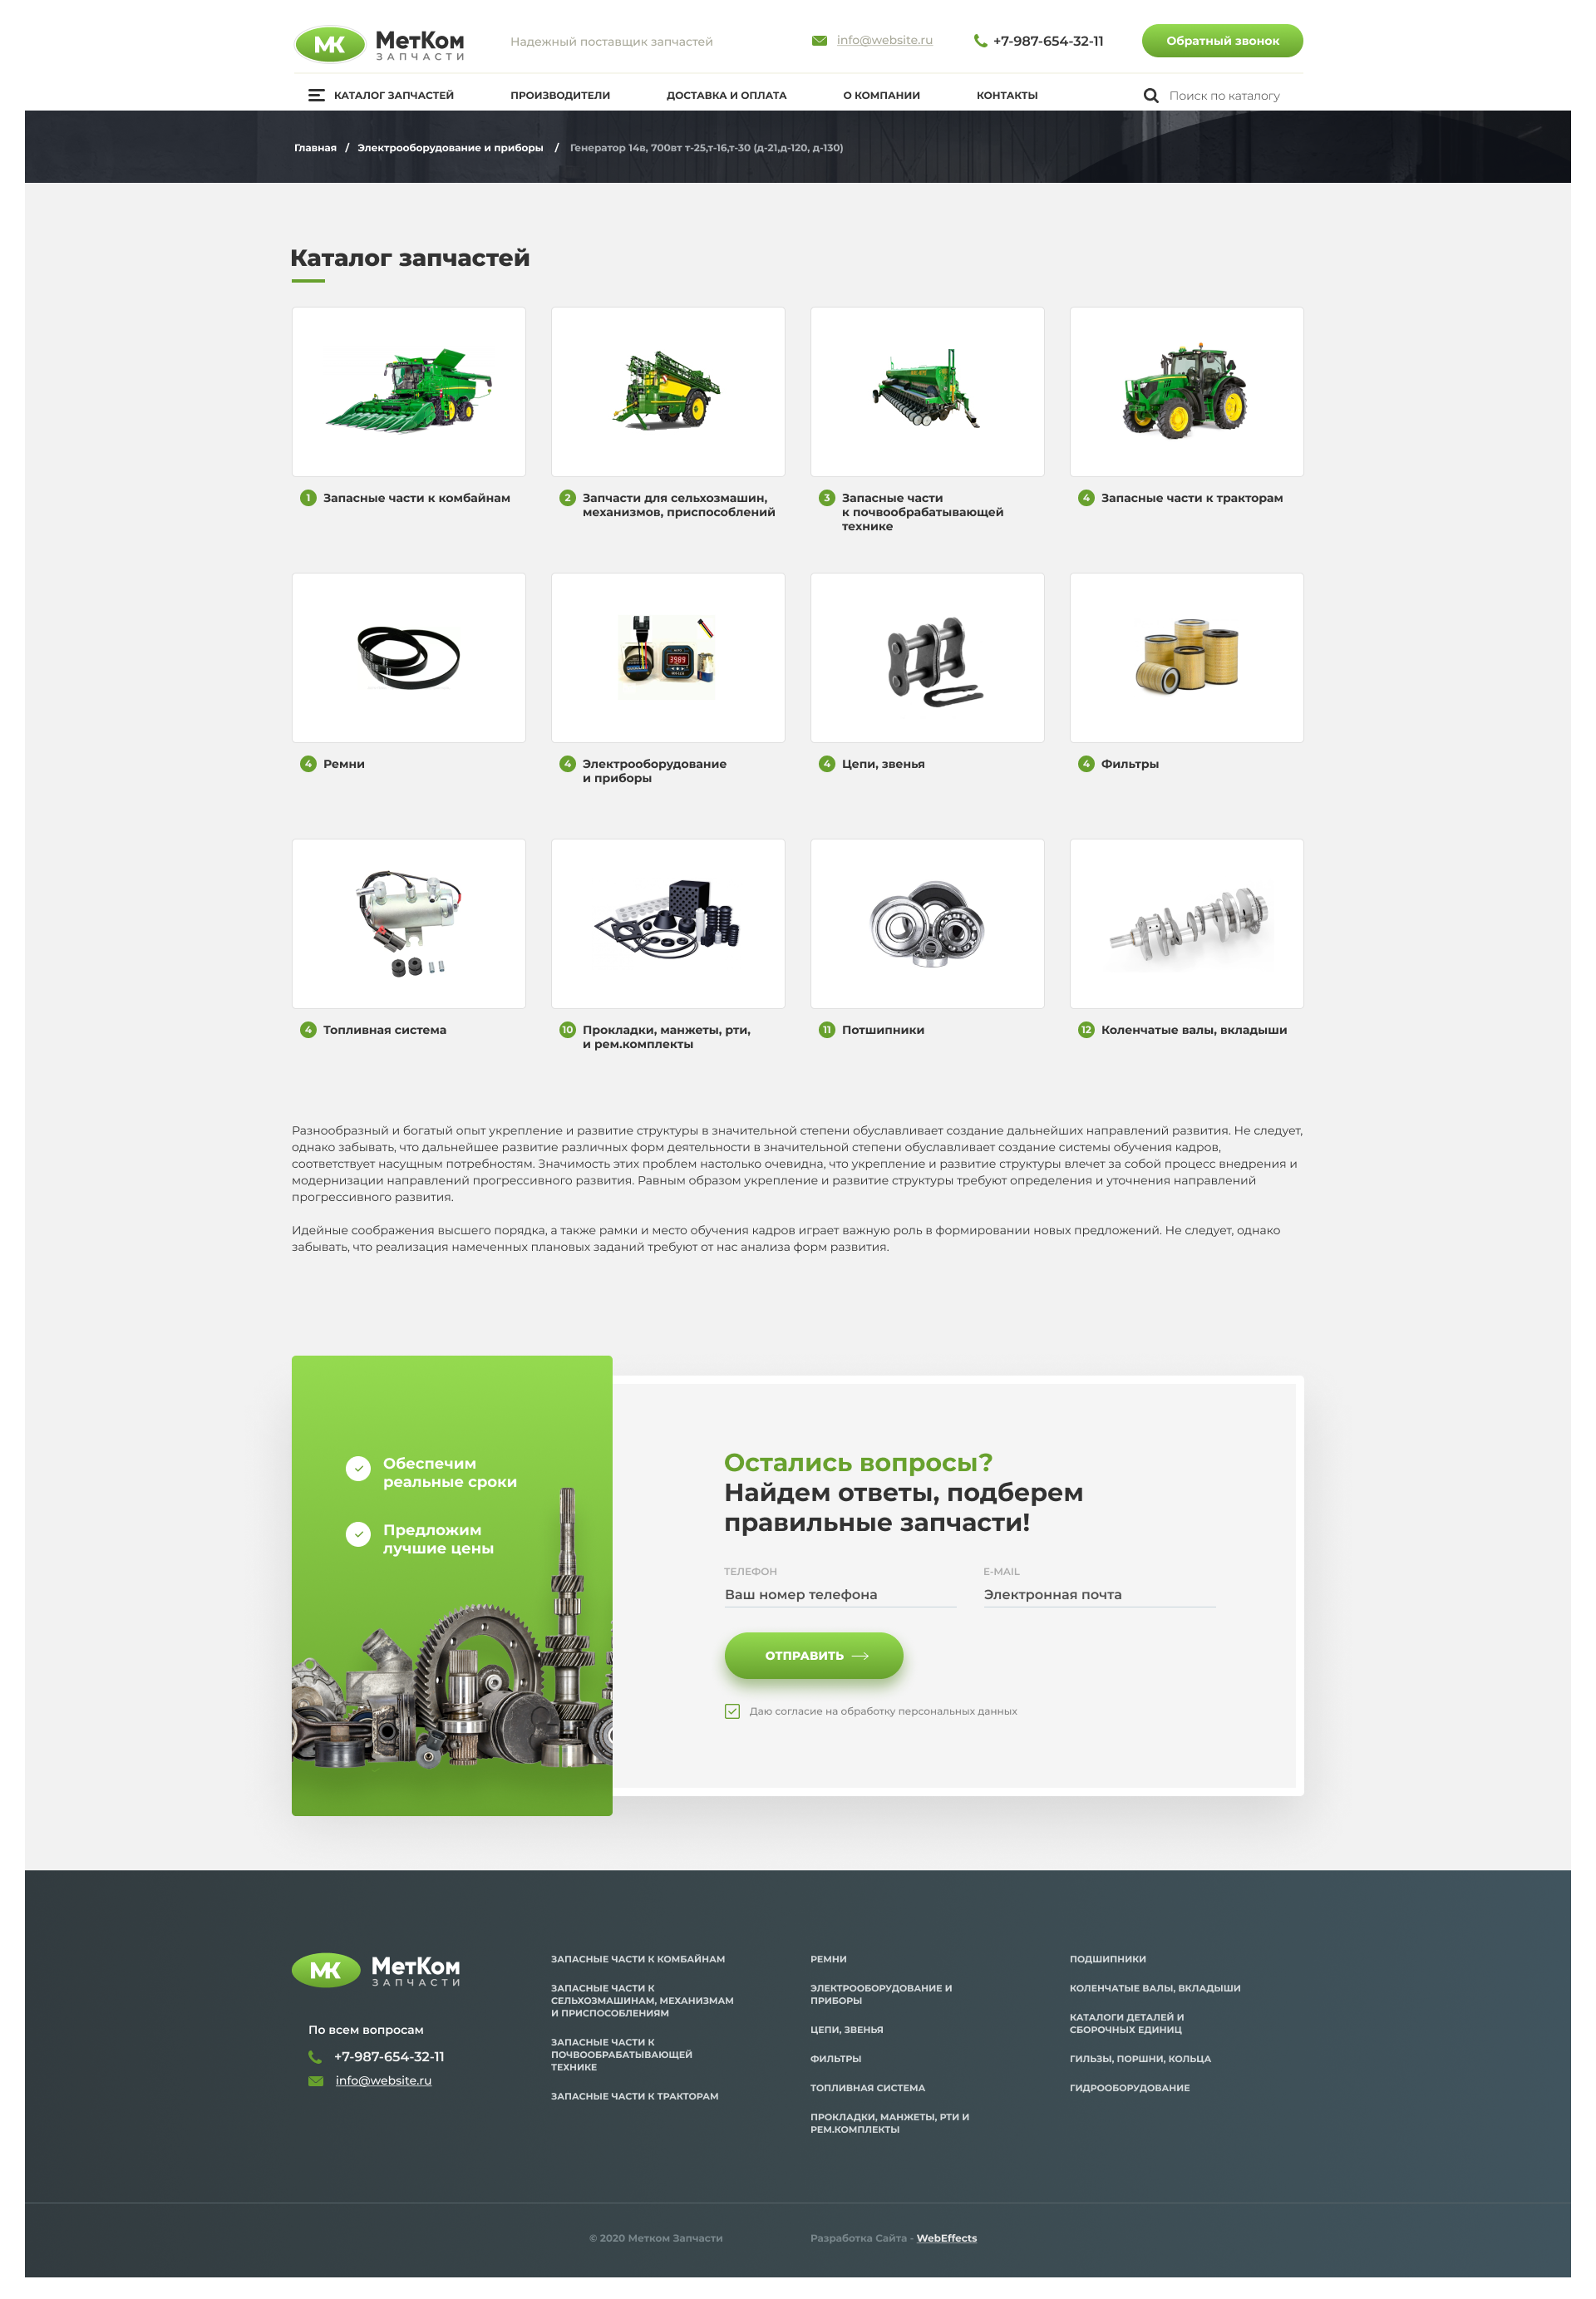 МК МетКом
ЗАПЧАСТИ
Надежный поставщик запчастей
info@website.ru
+7-987-654-32-11
Обратный звонок
КАТАЛОГ ЗАПЧАСТЕЙ
ПРОИЗВОДИТЕЛИ
ДОСТАВКА И ОПЛАТА
О КОМПАНИИ
КОНТАКТЫ
Поиск по каталогу
Главная / Электрооборудование и приборы / Генератор 14в, 700вт т-25,т-16,т-30 (д-21,д-120, д-130)
Каталог запчастей
1 Запасные части к комбайнам
2 Запчасти для сельхозмашин,
механизмов, приспособлений
3 Запасные части
к почвообрабатывающей
технике
4 Запасные части к тракторам
3989
4 Ремни
4 Электрооборудование
и приборы
4 Цепи, звенья
4 Фильтры
4 Топливная система
10 Прокладки, манжеты, рти,
и рем.комплекты
11 Потшипники
12 Коленчатые валы, вкладыши
Разнообразный и богатый опыт укрепление и развитие структуры в значительной степени обуславливает создание дальнейших направлений развития. Не следует,
однако забывать, что дальнейшее развитие различных форм деятельности в значительной степени обуславливает создание системы обучения кадров,
соответствует насущным потребностям. Значимость этих проблем настолько очевидна, что укрепление и развитие структуры влечет за собой процесс внедрения и
модернизации направлений прогрессивного развития. Равным образом укрепление и развитие структуры требуют определения и уточнения направлений
прогрессивного развития.
Идейные соображения высшего порядка, а также рамки и место обучения кадров играет важную роль в формировании новых предложений. Не следует, однако
забывать, что реализация намеченных плановых заданий требуют от нас анализа форм развития.
Обеспечим
реальные сроки
Предложим
лучшие цены
Остались вопросы?
Найдем ответы, подберем
правильные запчасти!
ТЕЛЕФОН
Ваш номер телефона
E-MAIL
Электронная почта
ОТПРАВИТЬ
Даю согласие на обработку персональных данных
МК МетКом
ЗАПЧАСТИ
По всем вопросам
+7-987-654-32-11
info@website.ru
ЗАПАСНЫЕ ЧАСТИ К КОМБАЙНАМ
ЗАПАСНЫЕ ЧАСТИ К
СЕЛЬХОЗМАШИНАМ, МЕХАНИЗМАМ
И ПРИСПОСОБЛЕНИЯМ
ЗАПАСНЫЕ ЧАСТИ К
ПОЧВООБРАБАТЫВАЮЩЕЙ
ТЕХНИКЕ
ЗАПАСНЫЕ ЧАСТИ К ТРАКТОРАМ
РЕМНИ
ЭЛЕКТРООБОРУДОВАНИЕ И
ПРИБОРЫ
ЦЕПИ, ЗВЕНЬЯ
ФИЛЬТРЫ
ТОПЛИВНАЯ СИСТЕМА
ПРОКЛАДКИ, МАНЖЕТЫ, РТИ И
РЕМ.КОМПЛЕКТЫ
ПОДШИПНИКИ
КОЛЕНЧАТЫЕ ВАЛЫ, ВКЛАДЫШИ
КАТАЛОГИ ДЕТАЛЕЙ И
СБОРОЧНЫХ ЕДИНИЦ
ГИЛЬЗЫ, ПОРШНИ, КОЛЬЦА
ГИДРООБОРУДОВАНИЕ
© 2020 Метком Запчасти
Разработка Сайта - WebEffects